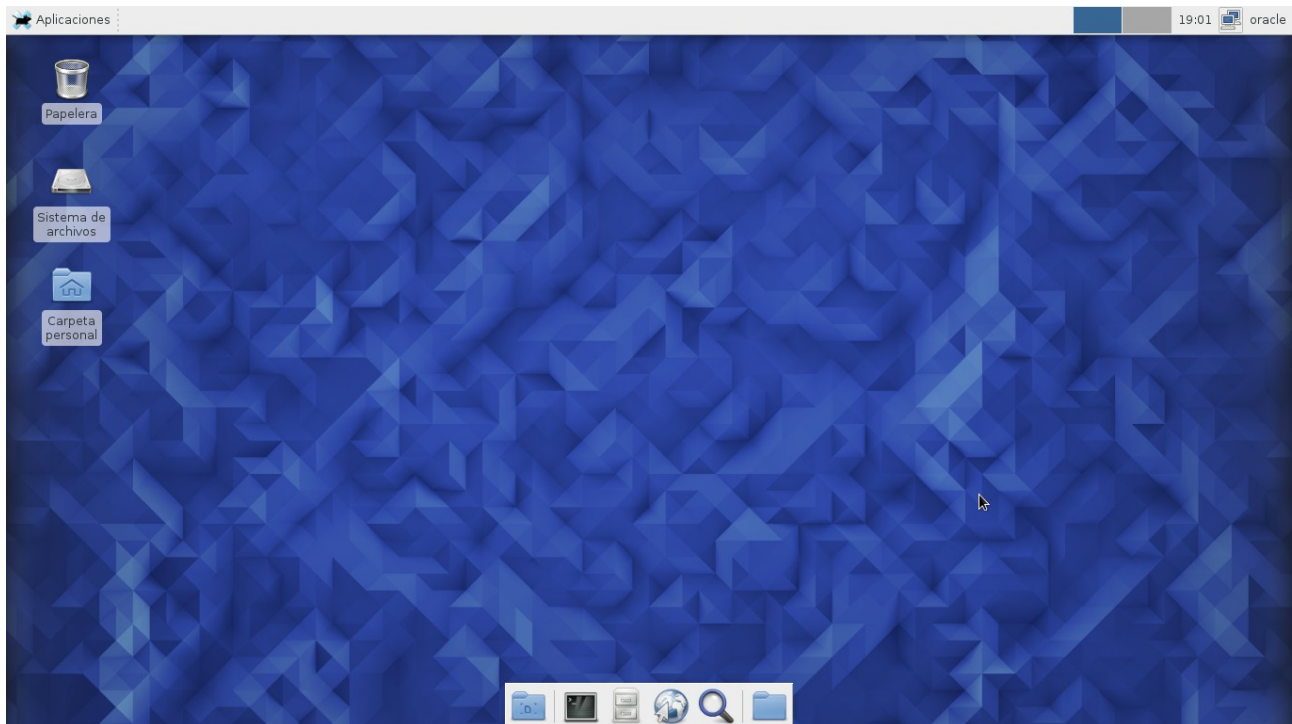 Aplicaciones
19:01
oracle
Papelera
Sistema de
archivos
Carpeta
personal